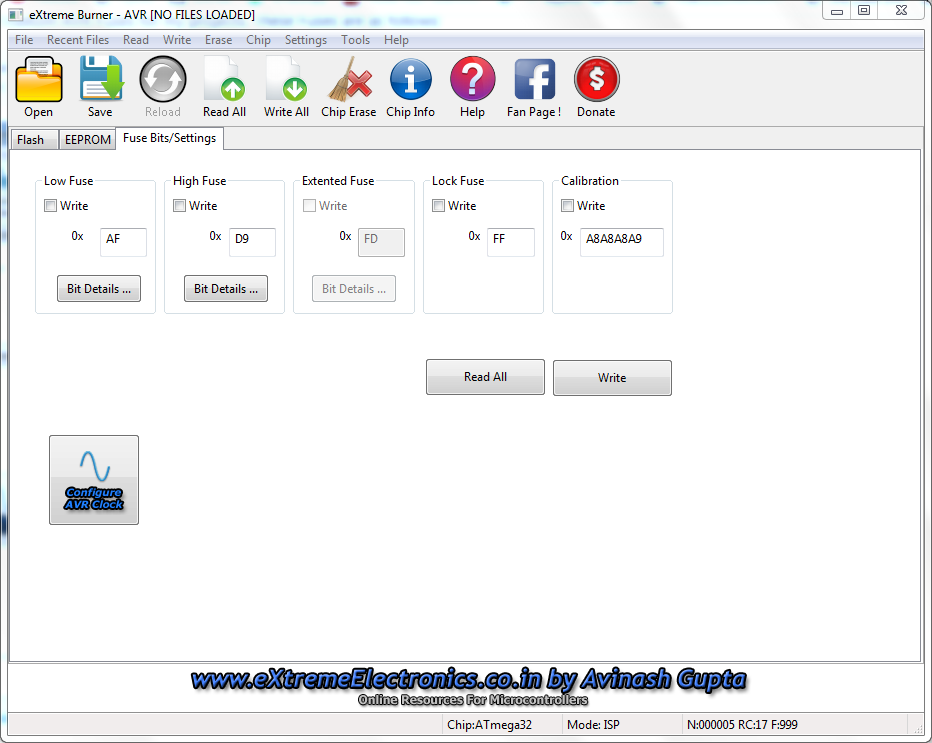 eXtreme Burner - AVR [NO FILES LOADED]
File Recent Files Read Write Erase Chip Settings Tools Help
Open Save Reload Read All Write All Chip Erase Chip Info Help Fan Page ! Donate
Flash EEPROM Fuse Bits/Settings
Low Fuse High Fuse Extented Fuse Lock Fuse Calibration
Write Write Write Write Write
0x AF 0x D9 0x FD 0x FF 0x A8A8A8A9
Bit Details ... Bit Details ... Bit Details ...
Read All Write
Configure
AVR Clock
www.eXtremeElectronics.co.in by Avinash Gupta
Online Resources For Microcontrollers
Chip:ATmega32 Mode: ISP N:000005 RC:17 F:999